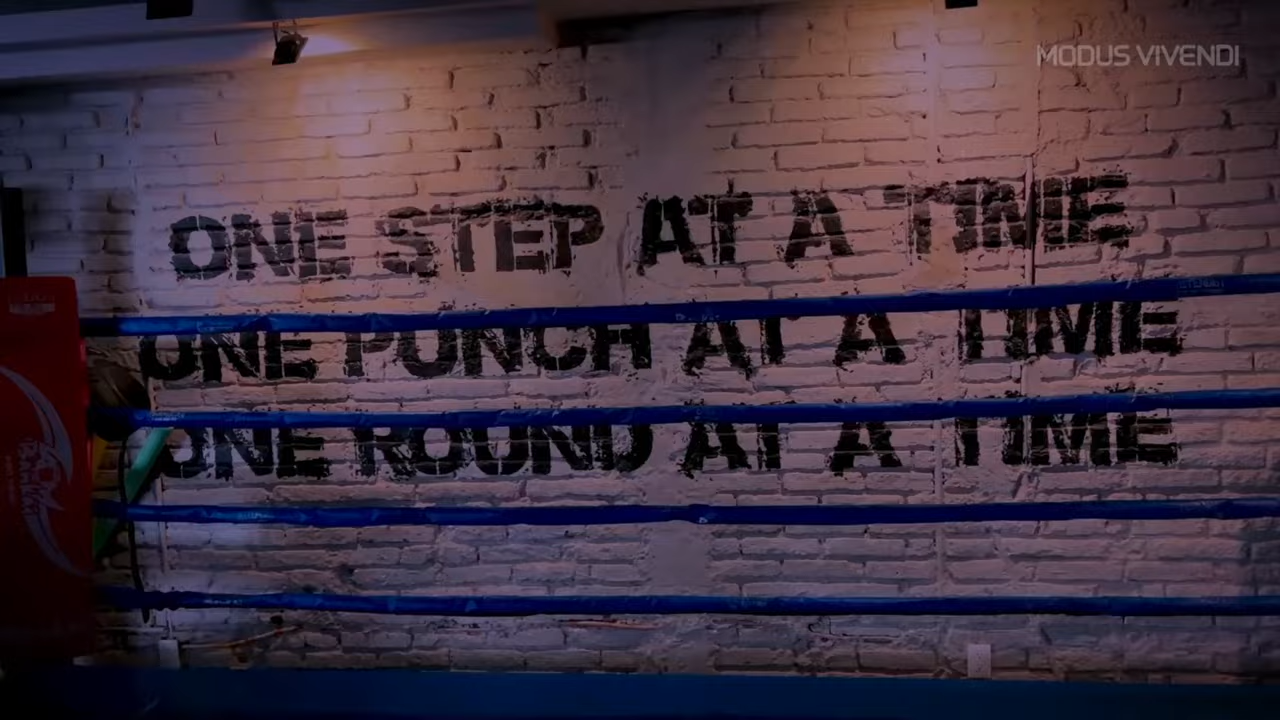 MODUS VIVENDI
ONE STEP AT A TIME
ONE PUNCH AT A TIME
ONE ROUND AT A TIME